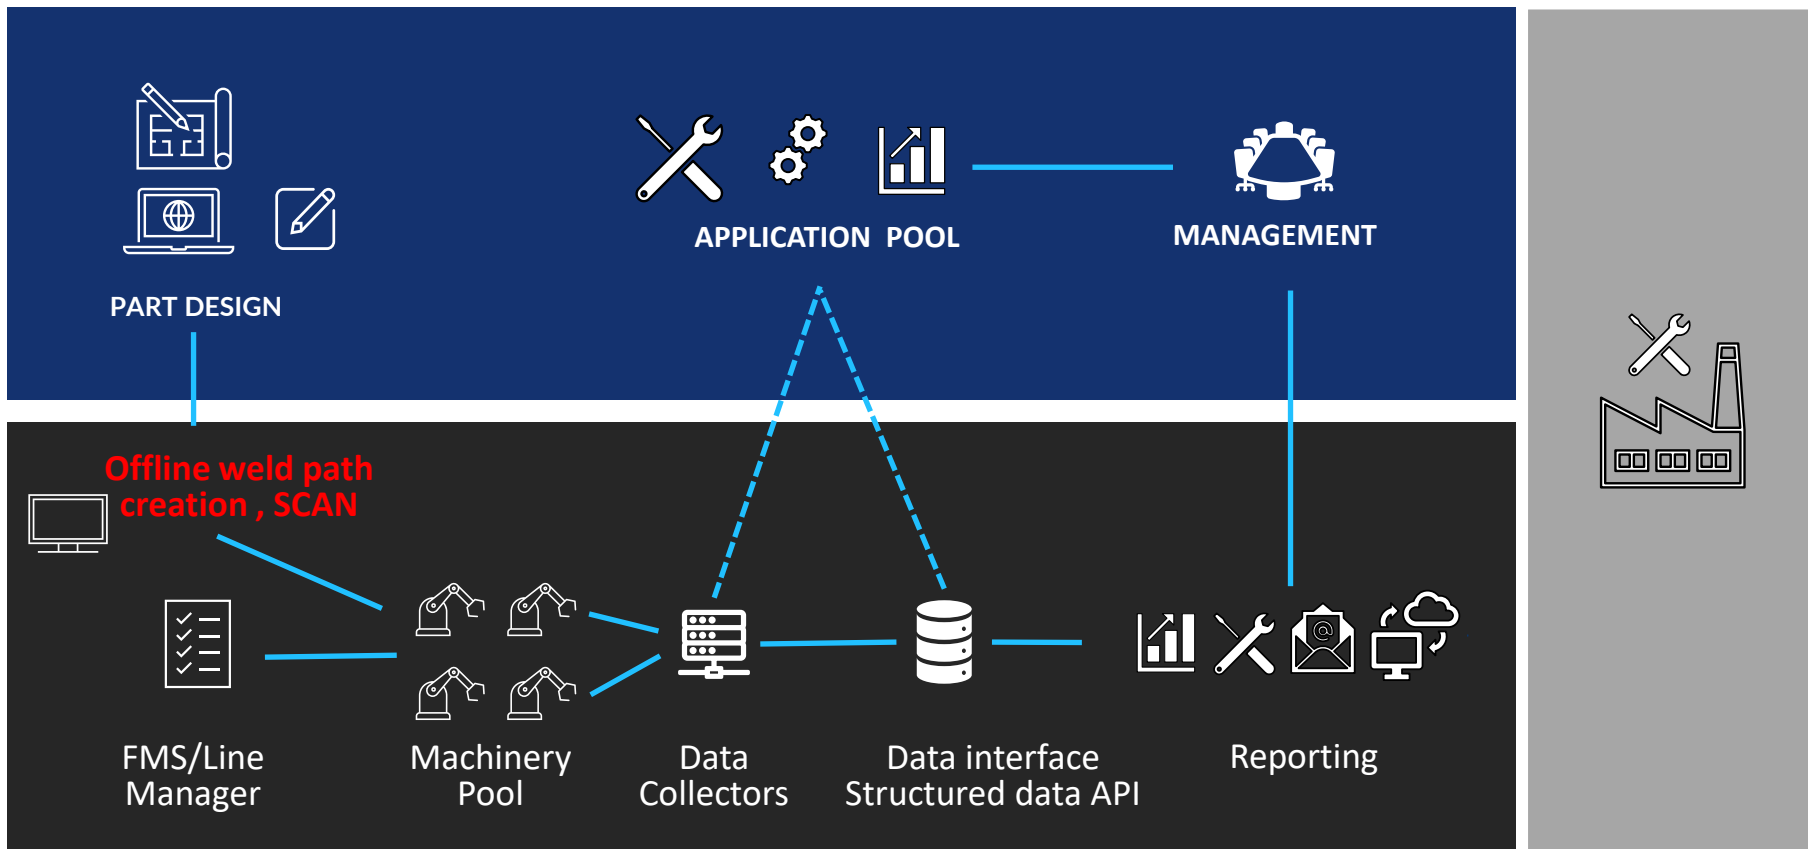 APPLICATION POOL
MANAGEMENT
PART DESIGN
Offline weld path
creation , SCAN
@
FMS/Line
Manager
Machinery
Pool
Data
Collectors
Data interface
Structured data API
Reporting